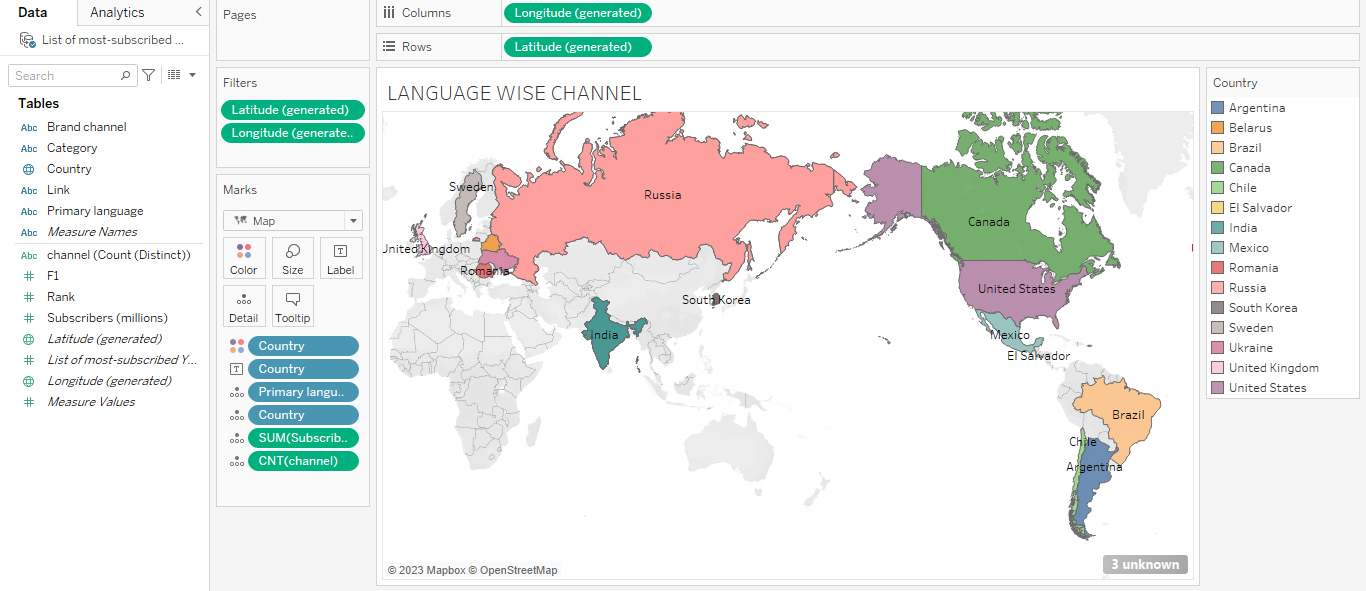 Data
Analytics
List of most-subscribed ...
Search
Tables
Abc Brand channel
Abc Category
Country
Abc Link
Abc Primary language
Abc Measure Names
Abc channel (Count (Distinct))
F1
Rank
Subscribers (millions)
Latitude (generated)
List of most-subscribed Y...
Longitude (generated)
Measure Values
Pages
Filters
Latitude (generated)
Longitude (generate..
Marks
Map
Color
Size
T
Label
Detail
Tooltip
Country
T Country
Primary langu..
Country
SUM(Subscrib..
CNT(channel)
Columns
Longitude (generated)
Rows
Latitude (generated)
LANGUAGE WISE CHANNEL
Sweden
Russia
Canada
United Kingdom
Romania
United States
South Korea
India
Mexico
El Salvador
Brazil
Chile
Argentina
© 2023 Mapbox © OpenStreetMap
3 unknown
Country
Argentina
Belarus
Brazil
Canada
Chile
El Salvador
India
Mexico
Romania
Russia
South Korea
Sweden
Ukraine
United Kingdom
United States